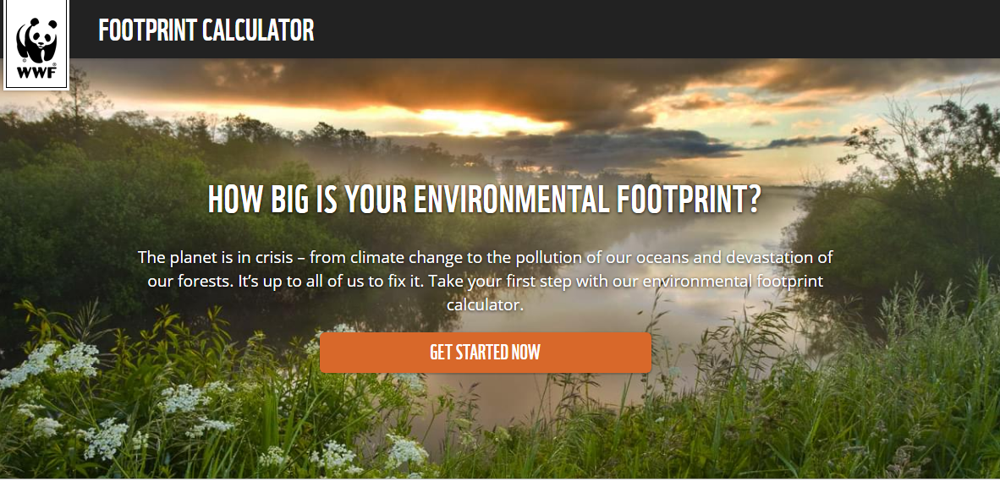 FOOTPRINT CALCULATOR
WWF
HOW BIG IS YOUR ENVIRONMENTAL FOOTPRINT?
The planet is in crisis – from climate change to the pollution of our oceans and devastation of
our forests. It’s up to all of us to fix it. Take your first step with our environmental footprint
calculator.
GET STARTED NOW